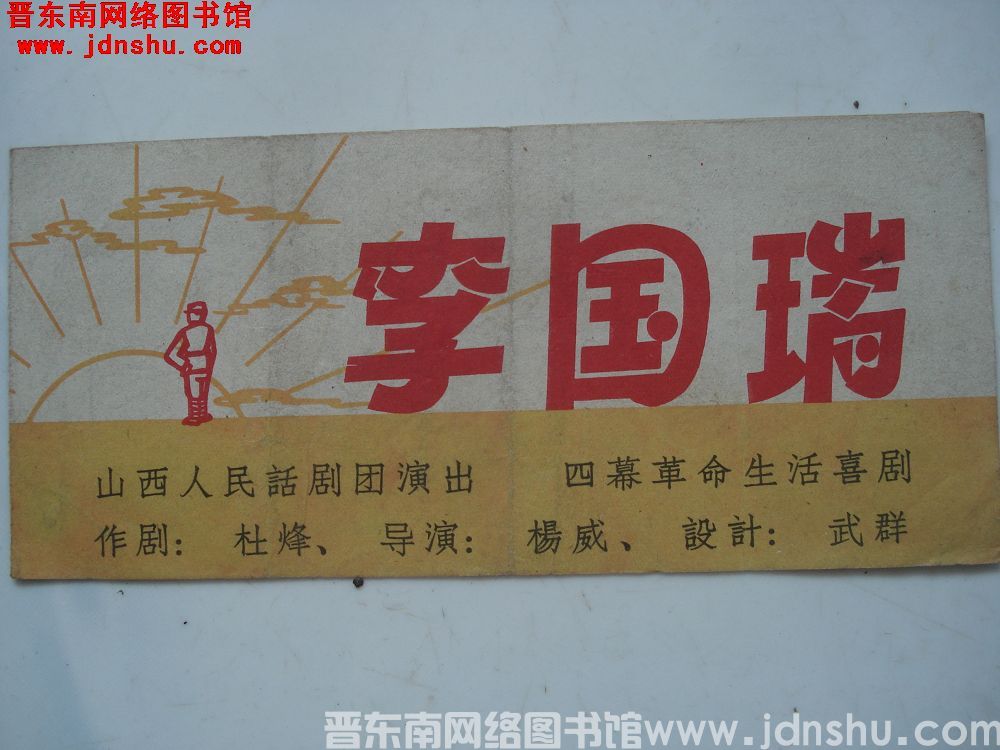 晋东南网络图书馆
www.jdnshu.com
李国瑞
山西人民話剧团演出 四幕革命生活喜剧
作剧: 杜烽、 导演: 楊威、 設計: 武群
晋东南网络图书馆www.jdnshu.com